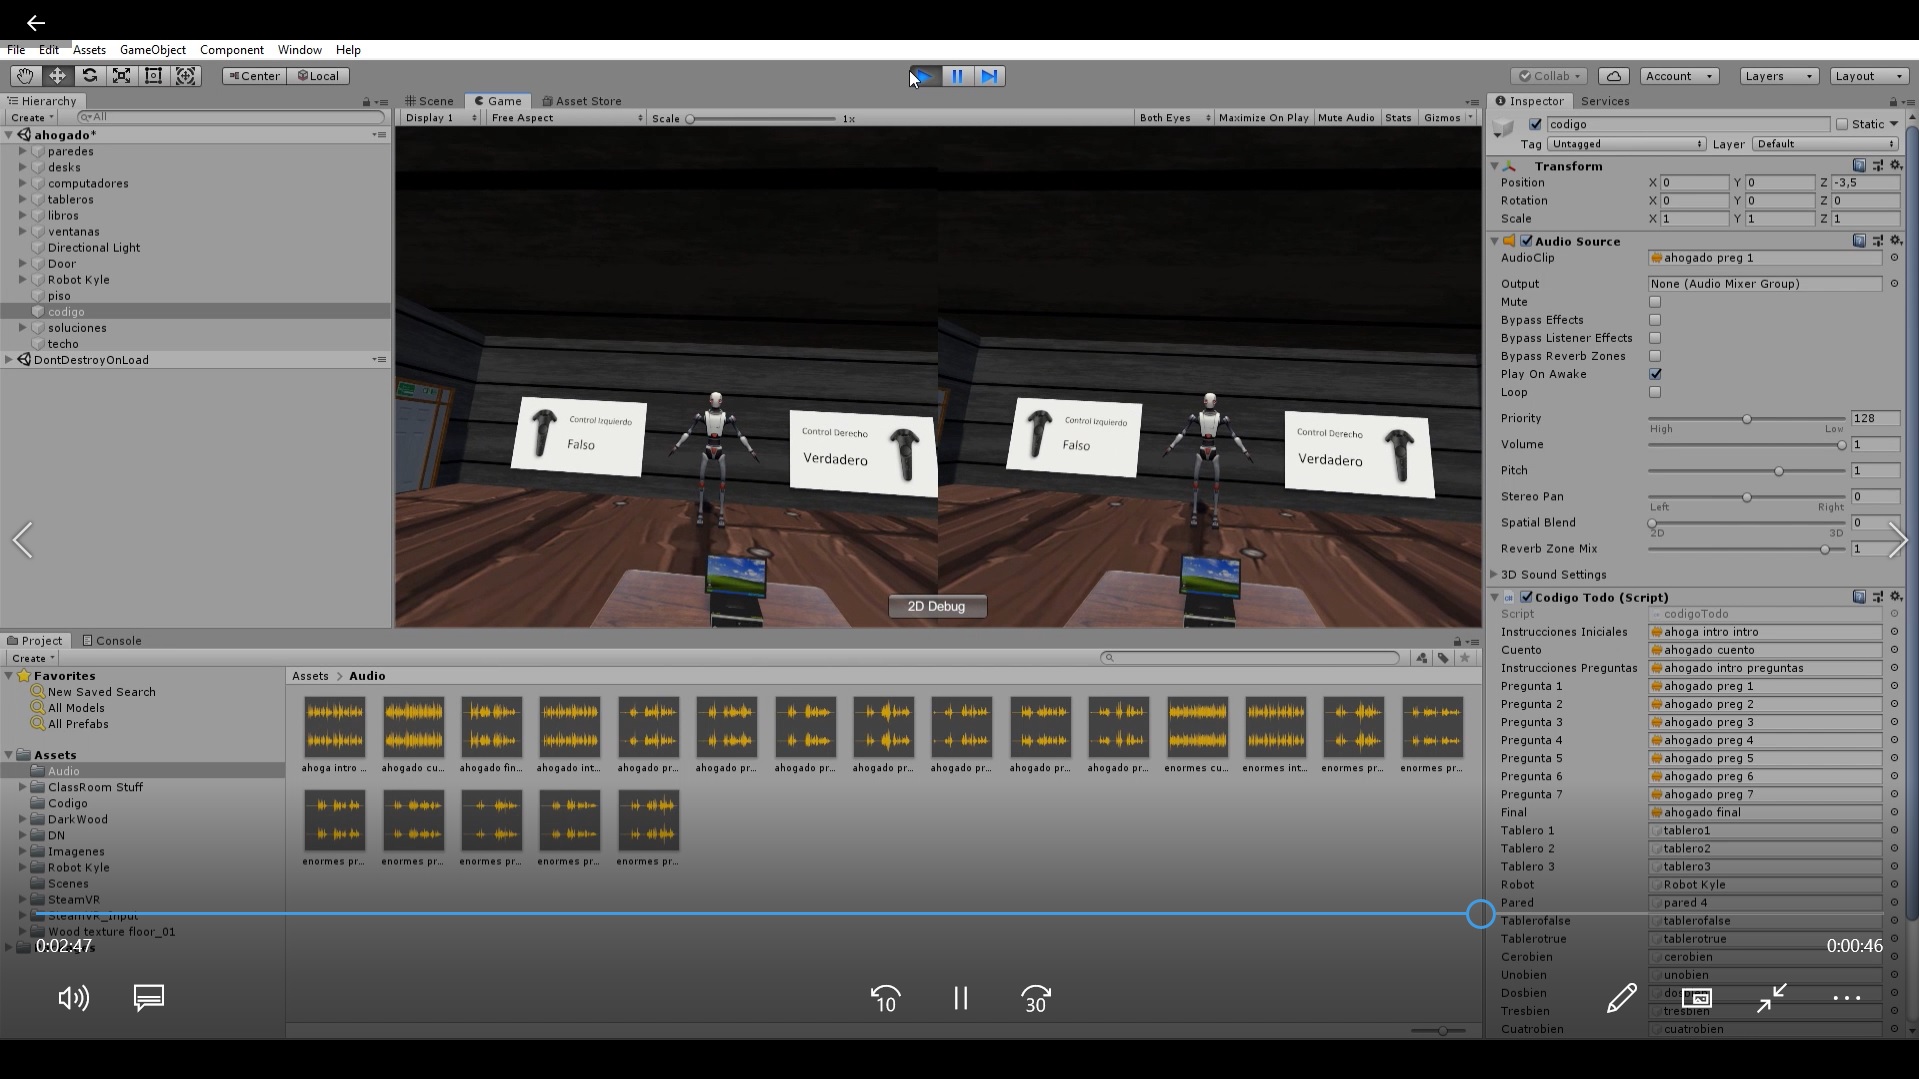 File Edit Assets GameObject Component Window Help
Center Local
Collab Account Layers Layout
Hierarchy
Create All
ahogado*
paredes
desks
computadores
tableros
libros
ventanas
Directional Light
Door
Robot Kyle
piso
codigo
soluciones
techo
DontDestroyOnLoad
Scene Game Asset Store
Display 1 Free Aspect Scale 1x Both Eyes Maximize On Play Mute Audio Stats Gizmos
Control Izquierdo
Falso
Control Derecho
Verdadero
Control Izquierdo
Falso
Control Derecho
Verdadero
2D Debug
Project Console
Create
Favorites
New Saved Search
All Models
All Prefabs
Assets
Audio
ClassRoom Stuff
Codigo
DarkWood
DN
Imagenes
Robot Kyle
Scenes
SteamVR
SteamVR_Input
Wood texture floor_01
Assets > Audio
ahoga intro ... ahogado cu... ahogado fin... ahogado int... ahogado pr... ahogado pr... ahogado pr... ahogado pr... ahogado pr... ahogado pr... ahogado pr... enormes cu... enormes int... enormes pr... enormes pr...
enormes pr... enormes pr... enormes pr... enormes pr... enormes pr...
Inspector Services
codigo Static
Tag Untagged Layer Default
Transform
Position X 0 Y 0 Z -3,5
Rotation X 0 Y 0 Z 0
Scale X 1 Y 1 Z 1
Audio Source
AudioClip ahogado preg 1
Output None (Audio Mixer Group)
Mute
Bypass Effects
Bypass Listener Effects
Bypass Reverb Zones
Play On Awake
Loop
Priority 128
High Low
Volume 1
Pitch 1
Stereo Pan 0
Left Right
Spatial Blend 0
2D 3D
Reverb Zone Mix 1
3D Sound Settings
Codigo Todo (Script)
Script codigoTodo
Instrucciones Iniciales ahoga intro intro
Cuento ahogado cuento
Instrucciones Preguntas ahogado intro preguntas
Pregunta 1 ahogado preg 1
Pregunta 2 ahogado preg 2
Pregunta 3 ahogado preg 3
Pregunta 4 ahogado preg 4
Pregunta 5 ahogado preg 5
Pregunta 6 ahogado preg 6
Pregunta 7 ahogado preg 7
Final ahogado final
Tablero 1 tablero1
Tablero 2 tablero2
Tablero 3 tablero3
Robot Robot Kyle
Pared pared 4
Tablerofalse tablerofalse
Tablerotrue tablerotrue
Cerobien cerobien
Unobien unobien
Dosbien dosbien
Tresbien tresbien
Cuatrobien cuatrobien
0:02:47 0:00:46
10 30